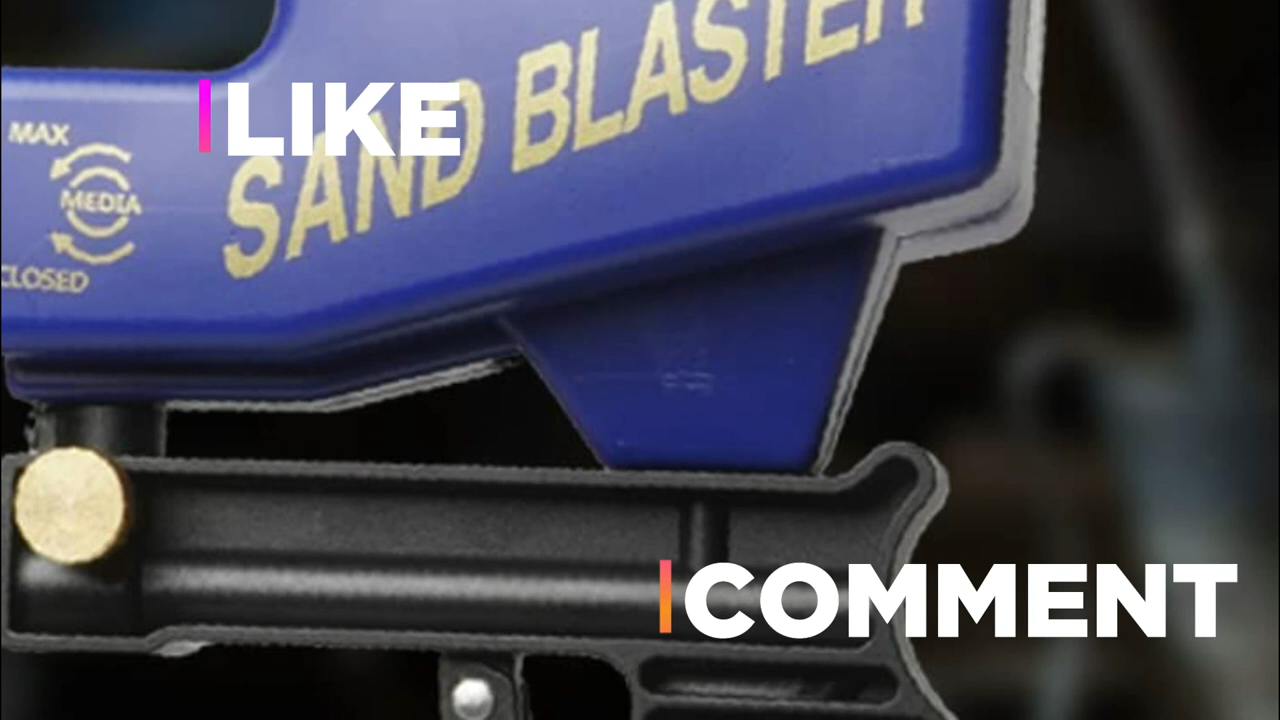 SAND BLASTER
LIKE
MAX
MEDIA
CLOSED
COMMENT